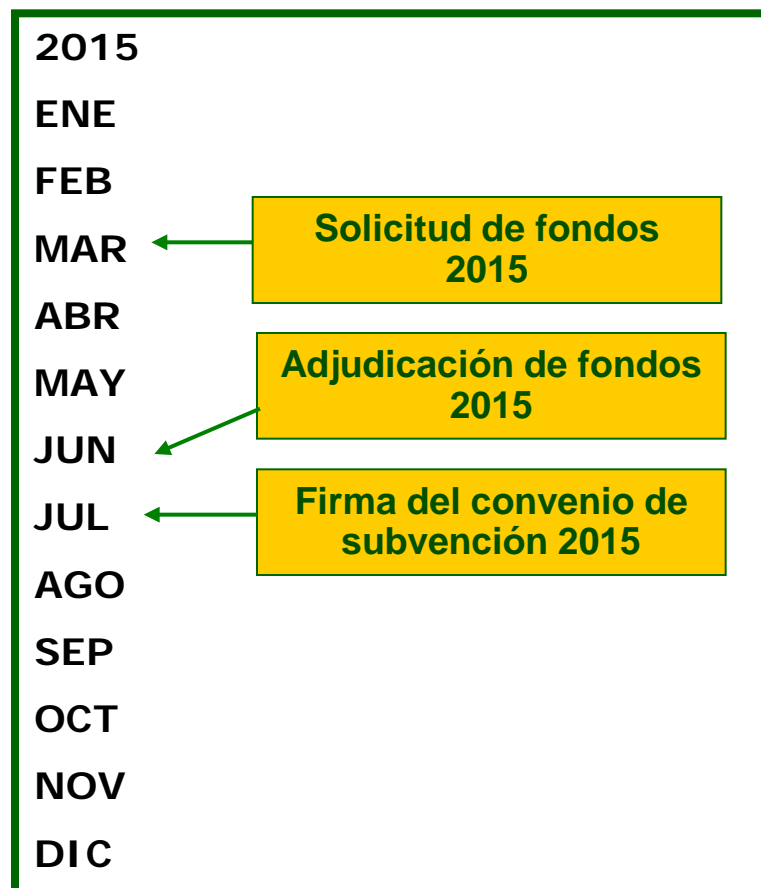 2015
ENE
FEB
MAR
Solicitud de fondos
2015
ABR
MAY
Adjudicación de fondos
2015
JUN
JUL
Firma del convenio de
subvención 2015
AGO
SEP
OCT
NOV
DIC